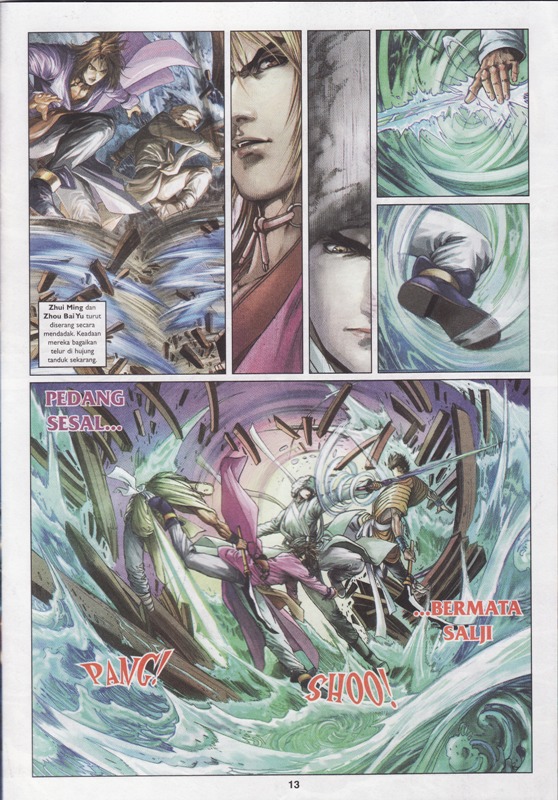 Zhui Ming dan
Zhou Bai Yu turut
diserang secara
mendadak. Keadaan
mereka bagaikan
telur di hujung
tanduk sekarang.
PEDANG
SESAL...
...BERMATA
SALJI
PANG!
SHOO!
13